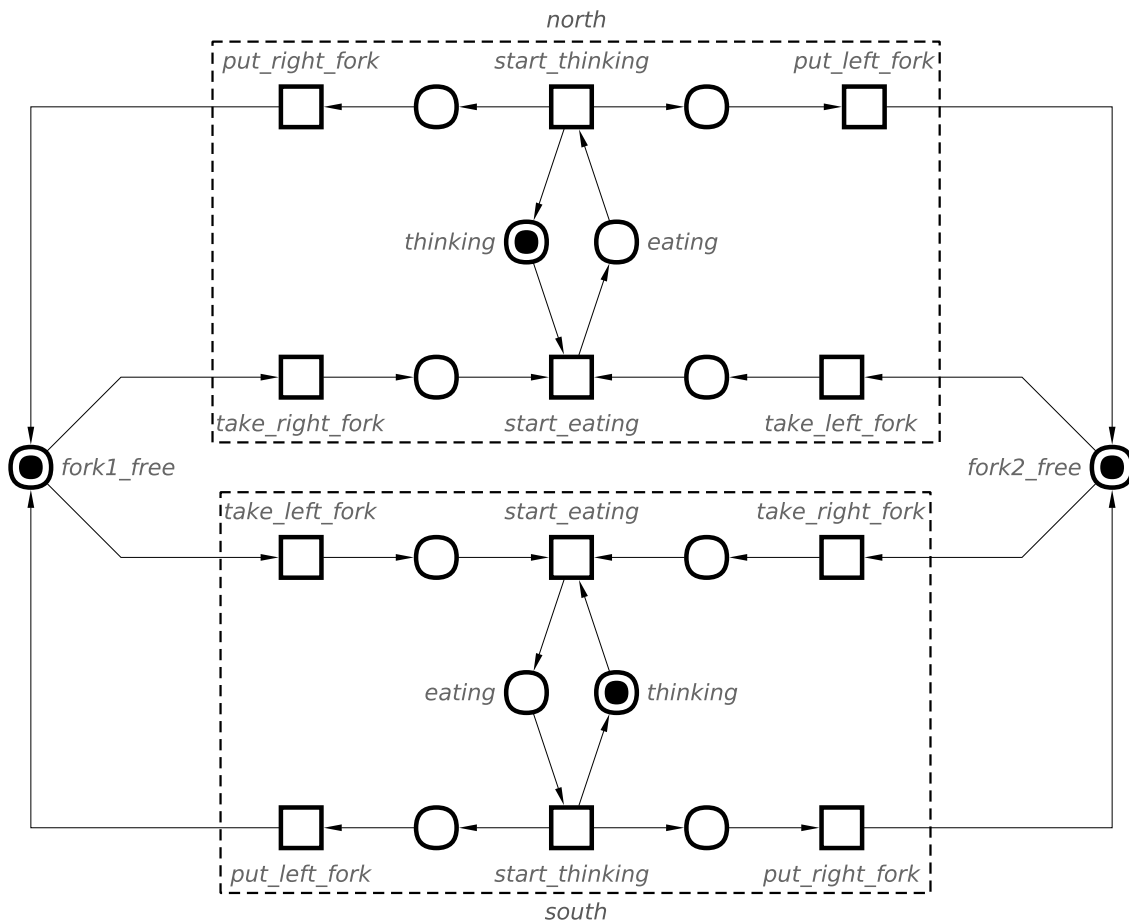 north
put_right_fork start_thinking put_left_fork
thinking eating
take_right_fork start_eating take_left_fork
fork1_free fork2_free
take_left_fork start_eating take_right_fork
eating thinking
put_left_fork start_thinking put_right_fork
south